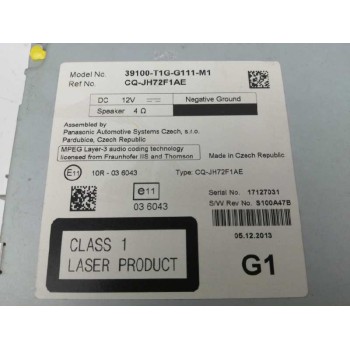 Model No. 39100-T1G-G111-M1
Ref No. CQ-JH72F1AE
DC 12V Negative Ground
Speaker 4 Ω
Assembled by
Panasonic Automotive Systems Czech, s.r.o.
Pardubice, Czech Republic
MPEG Layer-3 audio coding technology
licensed from Fraunhofer IIS and Thomson
Made in Czech Republic
E11 10R - 03 6043 Type: CQ-JH72F1AE
e11
03 6043
Serial No. 17127031
S/W Rev No. S100A47B
05.12.2013
CLASS 1
LASER PRODUCT
G1